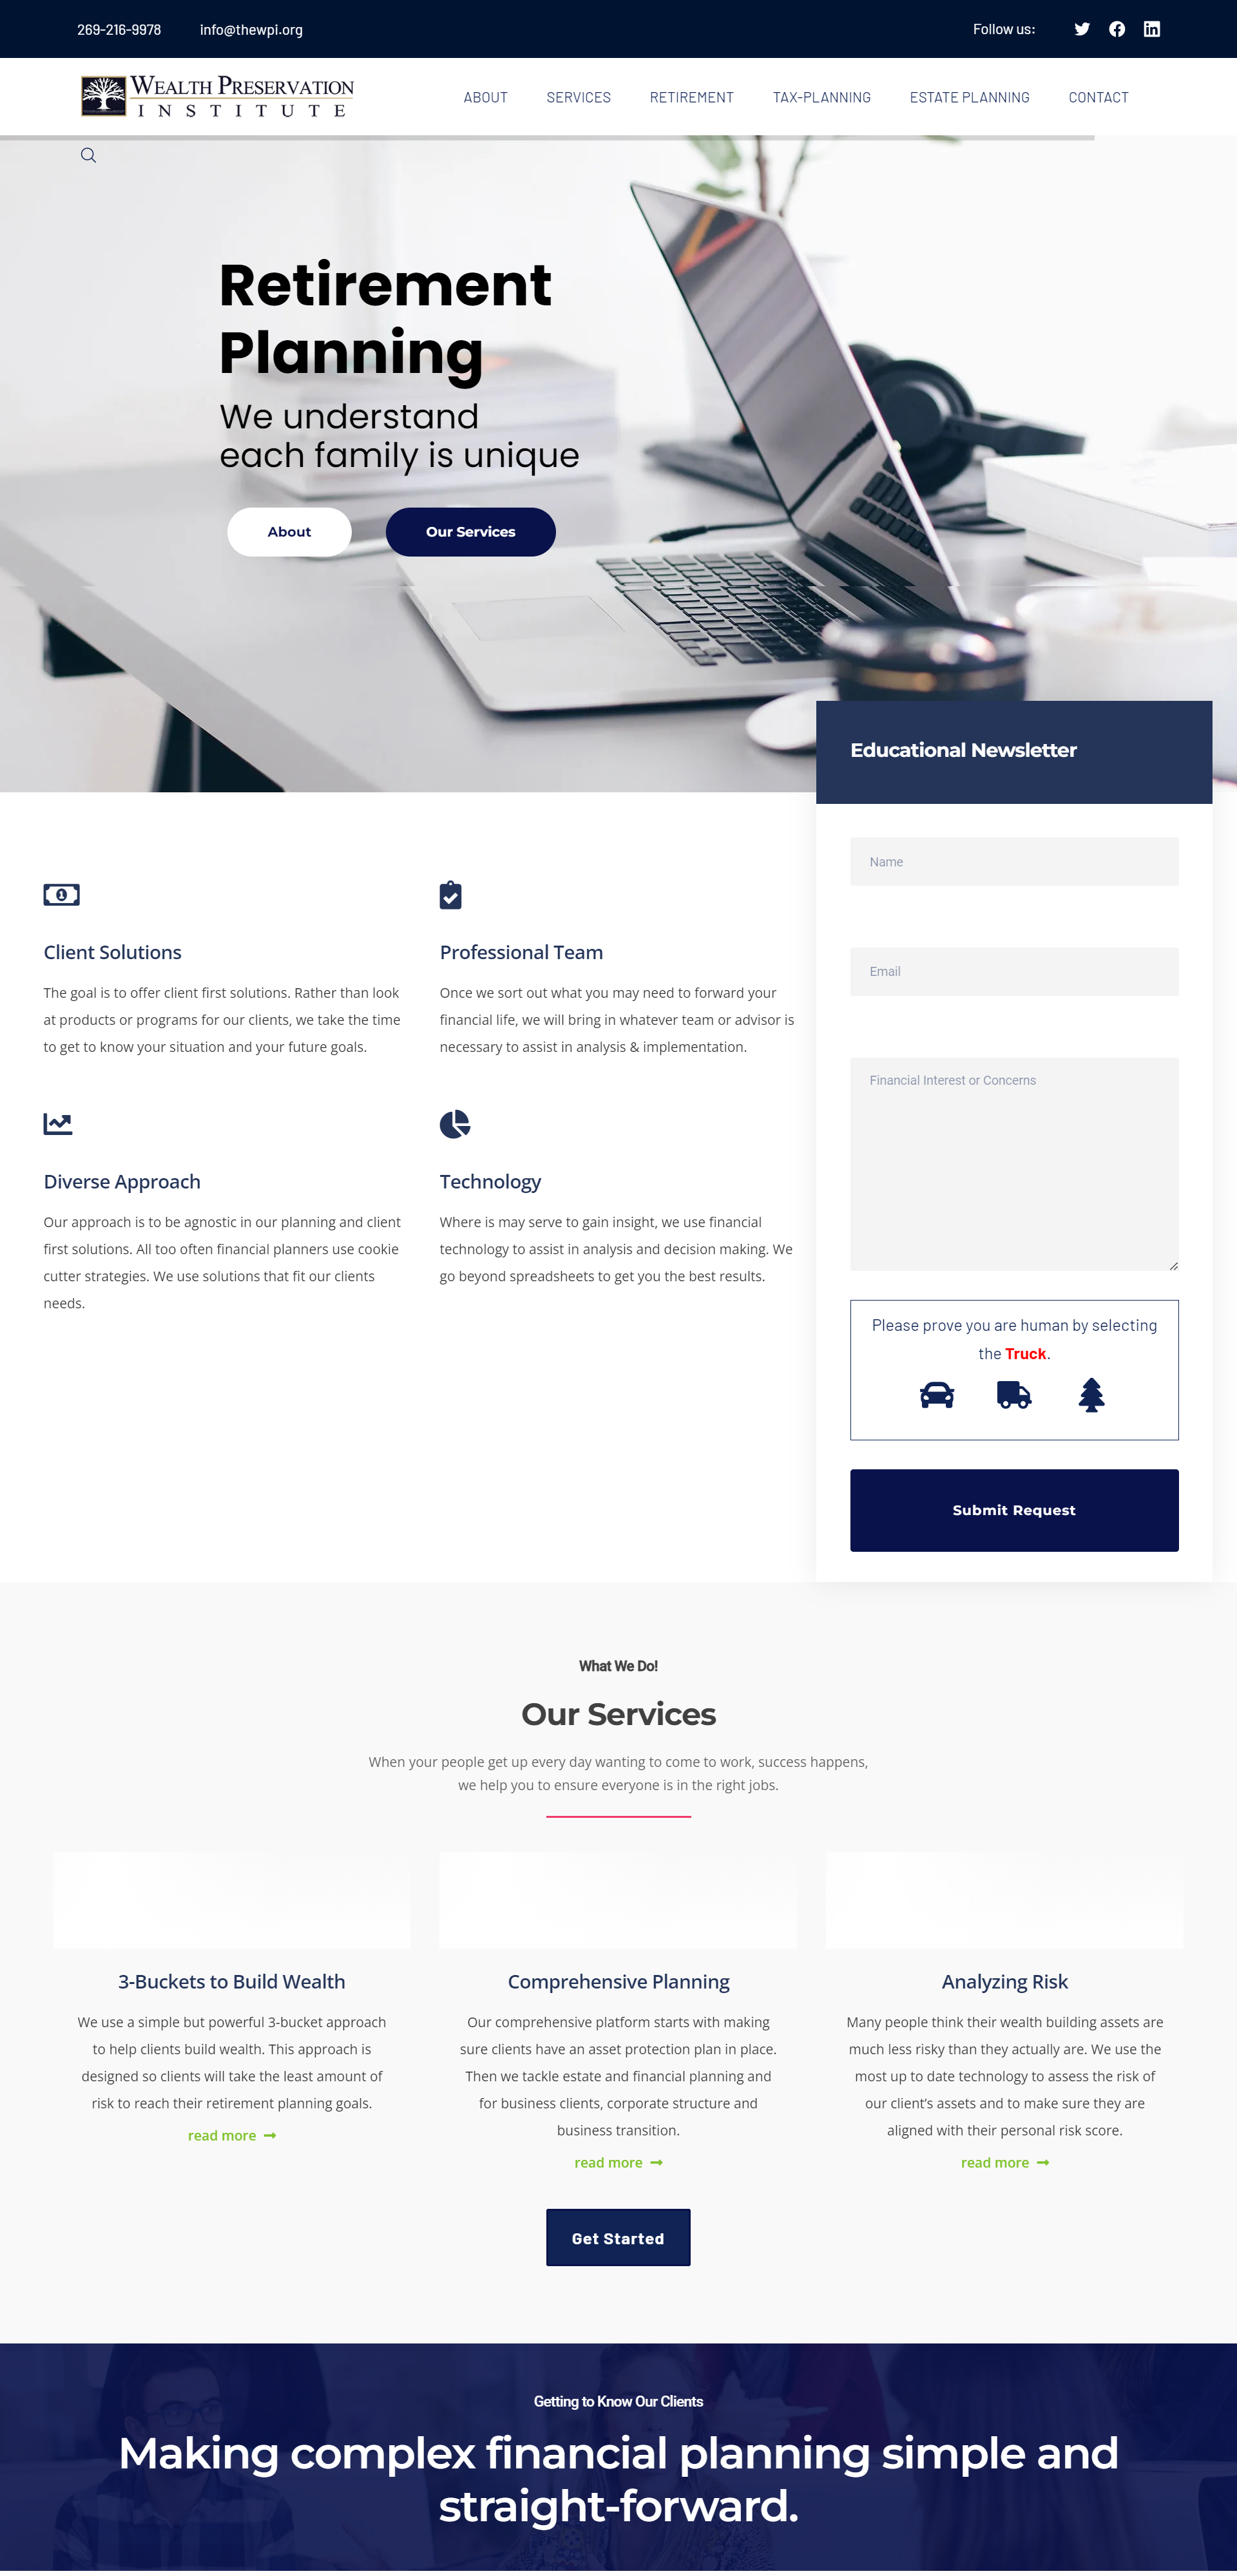 269-216-9978 info@thewpi.org Follow us:
WEALTH PRESERVATION
INSTITUTE
ABOUT SERVICES RETIREMENT TAX-PLANNING ESTATE PLANNING CONTACT
Retirement
Planning
We understand
each family is unique
About Our Services
Educational Newsletter
Name
Email
Financial Interest or Concerns
Please prove you are human by selecting
the Truck.
Submit Request
Client Solutions
The goal is to offer client first solutions. Rather than look
at products or programs for our clients, we take the time
to get to know your situation and your future goals.
Professional Team
Once we sort out what you may need to forward your
financial life, we will bring in whatever team or advisor is
necessary to assist in analysis & implementation.
Diverse Approach
Our approach is to be agnostic in our planning and client
first solutions. All too often financial planners use cookie
cutter strategies. We use solutions that fit our clients
needs.
Technology
Where is may serve to gain insight, we use financial
technology to assist in analysis and decision making. We
go beyond spreadsheets to get you the best results.
What We Do!
Our Services
When your people get up every day wanting to come to work, success happens,
we help you to ensure everyone is in the right jobs.
3-Buckets to Build Wealth
We use a simple but powerful 3-bucket approach
to help clients build wealth. This approach is
designed so clients will take the least amount of
risk to reach their retirement planning goals.
read more
Comprehensive Planning
Our comprehensive platform starts with making
sure clients have an asset protection plan in place.
Then we tackle estate and financial planning and
for business clients, corporate structure and
business transition.
read more
Analyzing Risk
Many people think their wealth building assets are
much less risky than they actually are. We use the
most up to date technology to assess the risk of
our client's assets and to make sure they are
aligned with their personal risk score.
read more
Get Started
Getting to Know Our Clients
Making complex financial planning simple and
straight-forward.